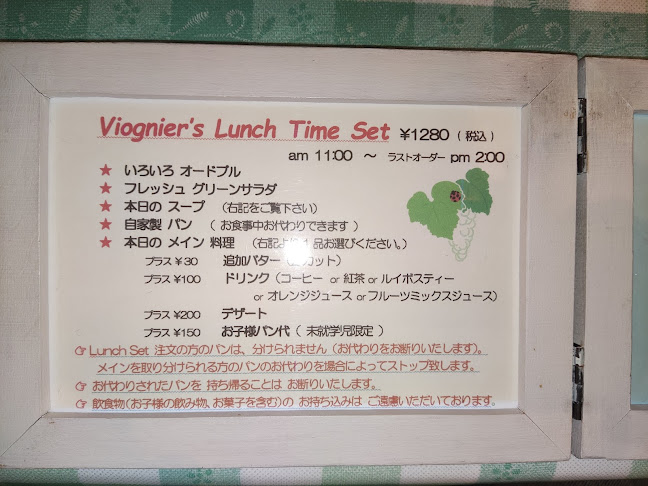 Viognier's Lunch Time Set ¥1280 (税込)
am 11:00 ～ ラストオーダー pm 2:00
★ いろいろ オードブル
★ フレッシュ グリーンサラダ
★ 本日の スープ (右記をご覧下さい)
★ 自家製 パン (お食事中お代わりできます)
★ 本日の メイン 料理 (右記より 品お選びください。)
プラス ¥30 追加バター ( カット)
プラス ¥100 ドリンク (コーヒー or 紅茶 or ルイボスティー
or オレンジジュース or フルーツミックスジュース)
プラス ¥200 デザート
プラス ¥150 お子様パン代 (未就学児限定)
☞ Lunch Set 注文の方のパンは、分けられません (お代わりをお断りいたします)。
メインを取り分けられる方のパンのお代わりを場合によってストップ致します。
☞ お代わりされたパンを 持ち帰ることは お断りいたします。
☞ 飲食物(お子様の飲み物、お菓子を含む)の お持ち込みは ご遠慮いただいております。